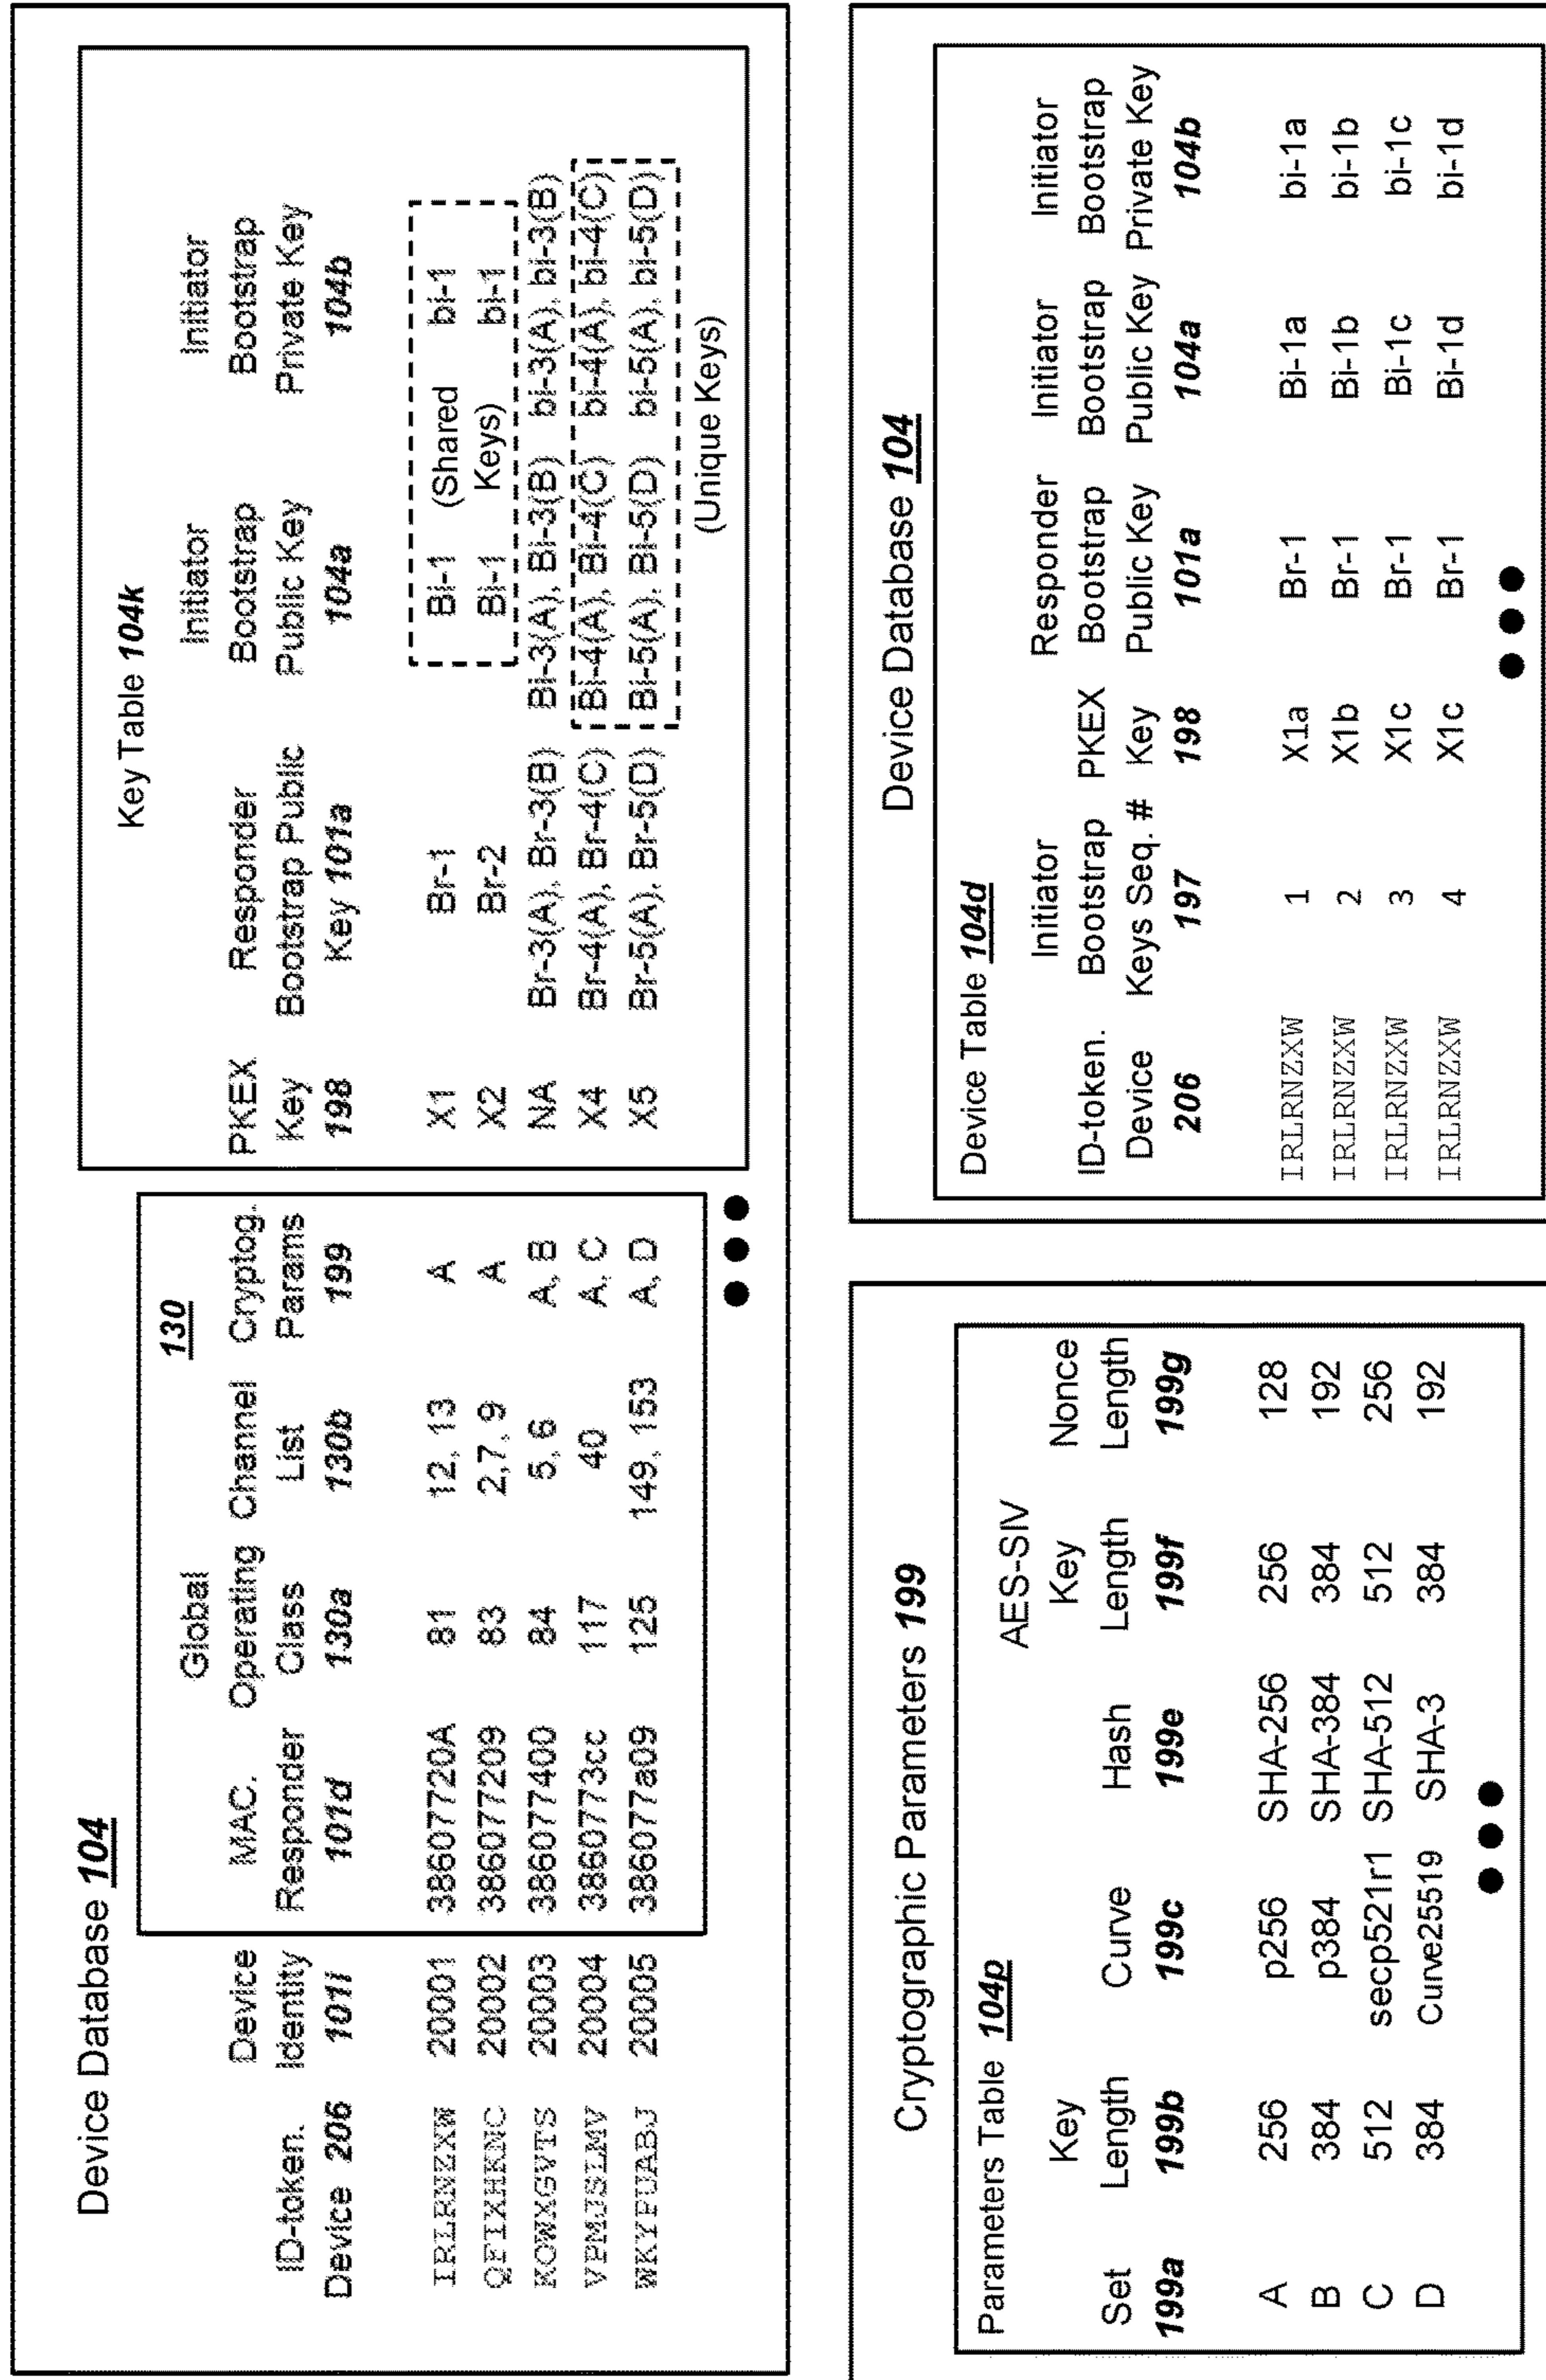 Device Database 104
130
Global
ID-token. Device MAC. Operating Channel Cryptog.
Device 206 Identity Responder Class List Params
101i 101d 130a 130b 199
IRLRNZXW 20001 38607720A 81 12, 13 A
QFIXHKNC 20002 386077209 83 2,7, 9 A
KOWXGVTS 20003 386077400 84 5, 6 A, B
VPMJSLMV 20004 3860773cc 117 40 A, C
WKYFUABJ 20005 38607a09 125 149, 153 A, D
Key Table 104k
Initiator Initiator
PKEX Responder Bootstrap Bootstrap
Key Bootstrap Public Public Key Private Key
198 Key 101a 104a 104b
X1 Br-1 Bi-1 (Shared bi-1
X2 Br-2 Bi-1 Keys) bi-1
NA Br-3(A), Br-3(B) Bi-3(A), Bi-3(B) bi-3(A), bi-3(B)
X4 Br-4(A), Br-4(C) Bi-4(A), Bi-4(C) bi-4(A), bi-4(C)
X5 Br-5(A), Br-5(D) Bi-5(A), Bi-5(D) bi-5(A), bi-5(D)
(Unique Keys)
Cryptographic Parameters 199
Parameters Table 104p
AES-SIV
Key Key Nonce
Set Length Curve Hash Length Length
199a 199b 199c 199e 199f 199g
A 256 p256 SHA-256 256 128
B 384 p384 SHA-384 384 192
C 512 secp521r1 SHA-512 512 256
D 384 Curve25519 SHA-3 384 192
Device Database 104
Device Table 104d
Initiator Responder Initiator Initiator
ID-token. Bootstrap PKEX Bootstrap Bootstrap Bootstrap
Device Keys Seq. # Key Public Key Public Key Private Key
206 197 198 101a 104a 104b
IRLRNZXW 1 X1a Br-1 Bi-1a bi-1a
IRLRNZXW 2 X1b Br-1 Bi-1b bi-1b
IRLRNZXW 3 X1c Br-1 Bi-1c bi-1c
IRLRNZXW 4 X1c Br-1 Bi-1d bi-1d